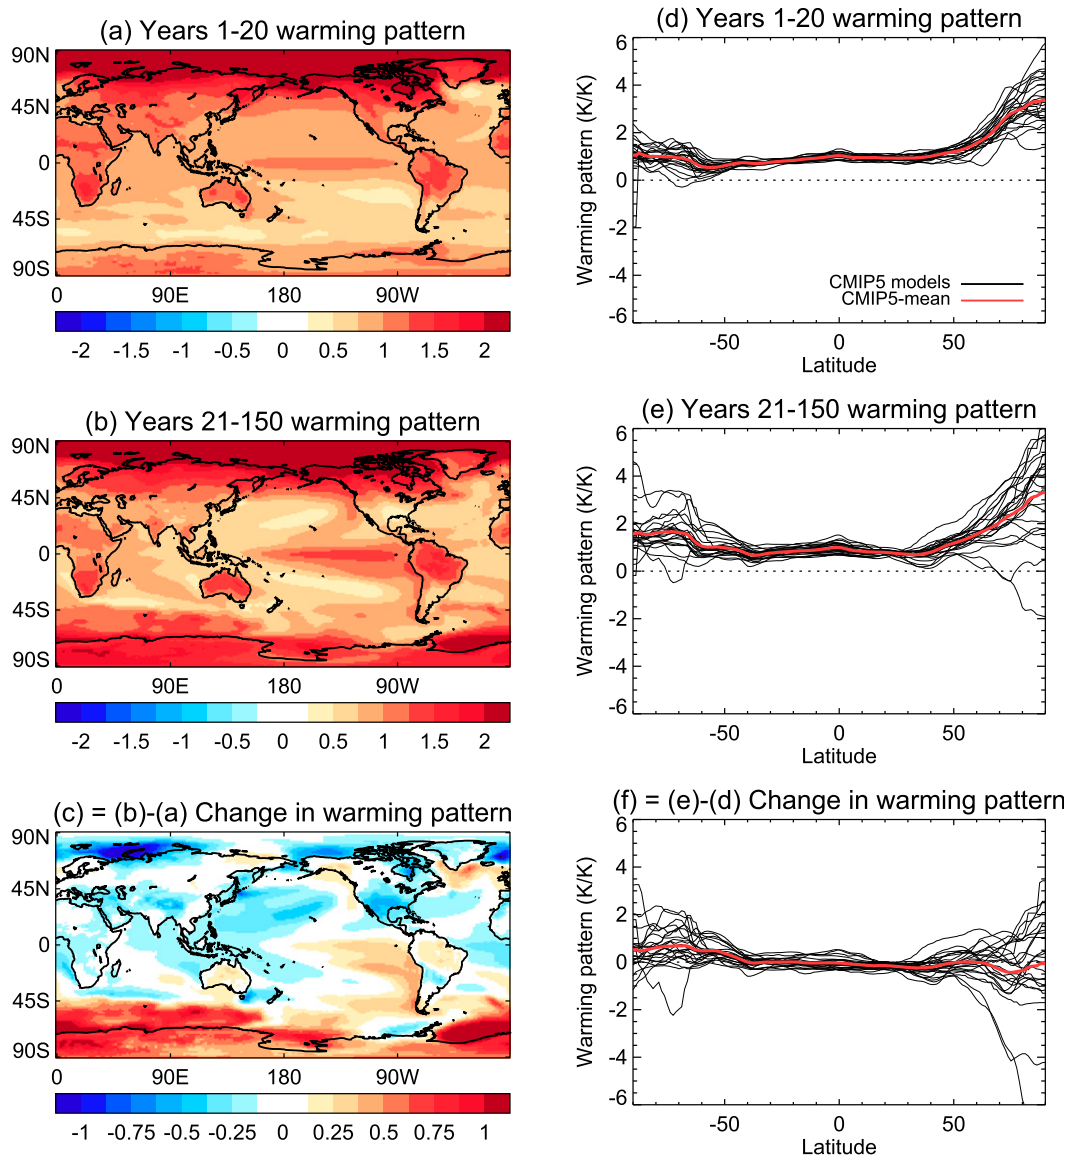 (a) Years 1-20 warming pattern
90N
45N
0
45S
90S
0 90E 180 90W
-2 -1.5 -1 -0.5 0 0.5 1 1.5 2
(d) Years 1-20 warming pattern
Warming pattern (K/K)
6
4
2
0
-2
-4
-6
CMIP5 models
CMIP5-mean
-50 0 50
Latitude
(b) Years 21-150 warming pattern
90N
45N
0
45S
90S
0 90E 180 90W
-2 -1.5 -1 -0.5 0 0.5 1 1.5 2
(e) Years 21-150 warming pattern
Warming pattern (K/K)
6
4
2
0
-2
-4
-6
-50 0 50
Latitude
(c) = (b)-(a) Change in warming pattern
90N
45N
0
45S
90S
0 90E 180 90W
-1 -0.75 -0.5 -0.25 0 0.25 0.5 0.75 1
(f) = (e)-(d) Change in warming pattern
Warming pattern (K/K)
6
4
2
0
-2
-4
-6
-50 0 50
Latitude